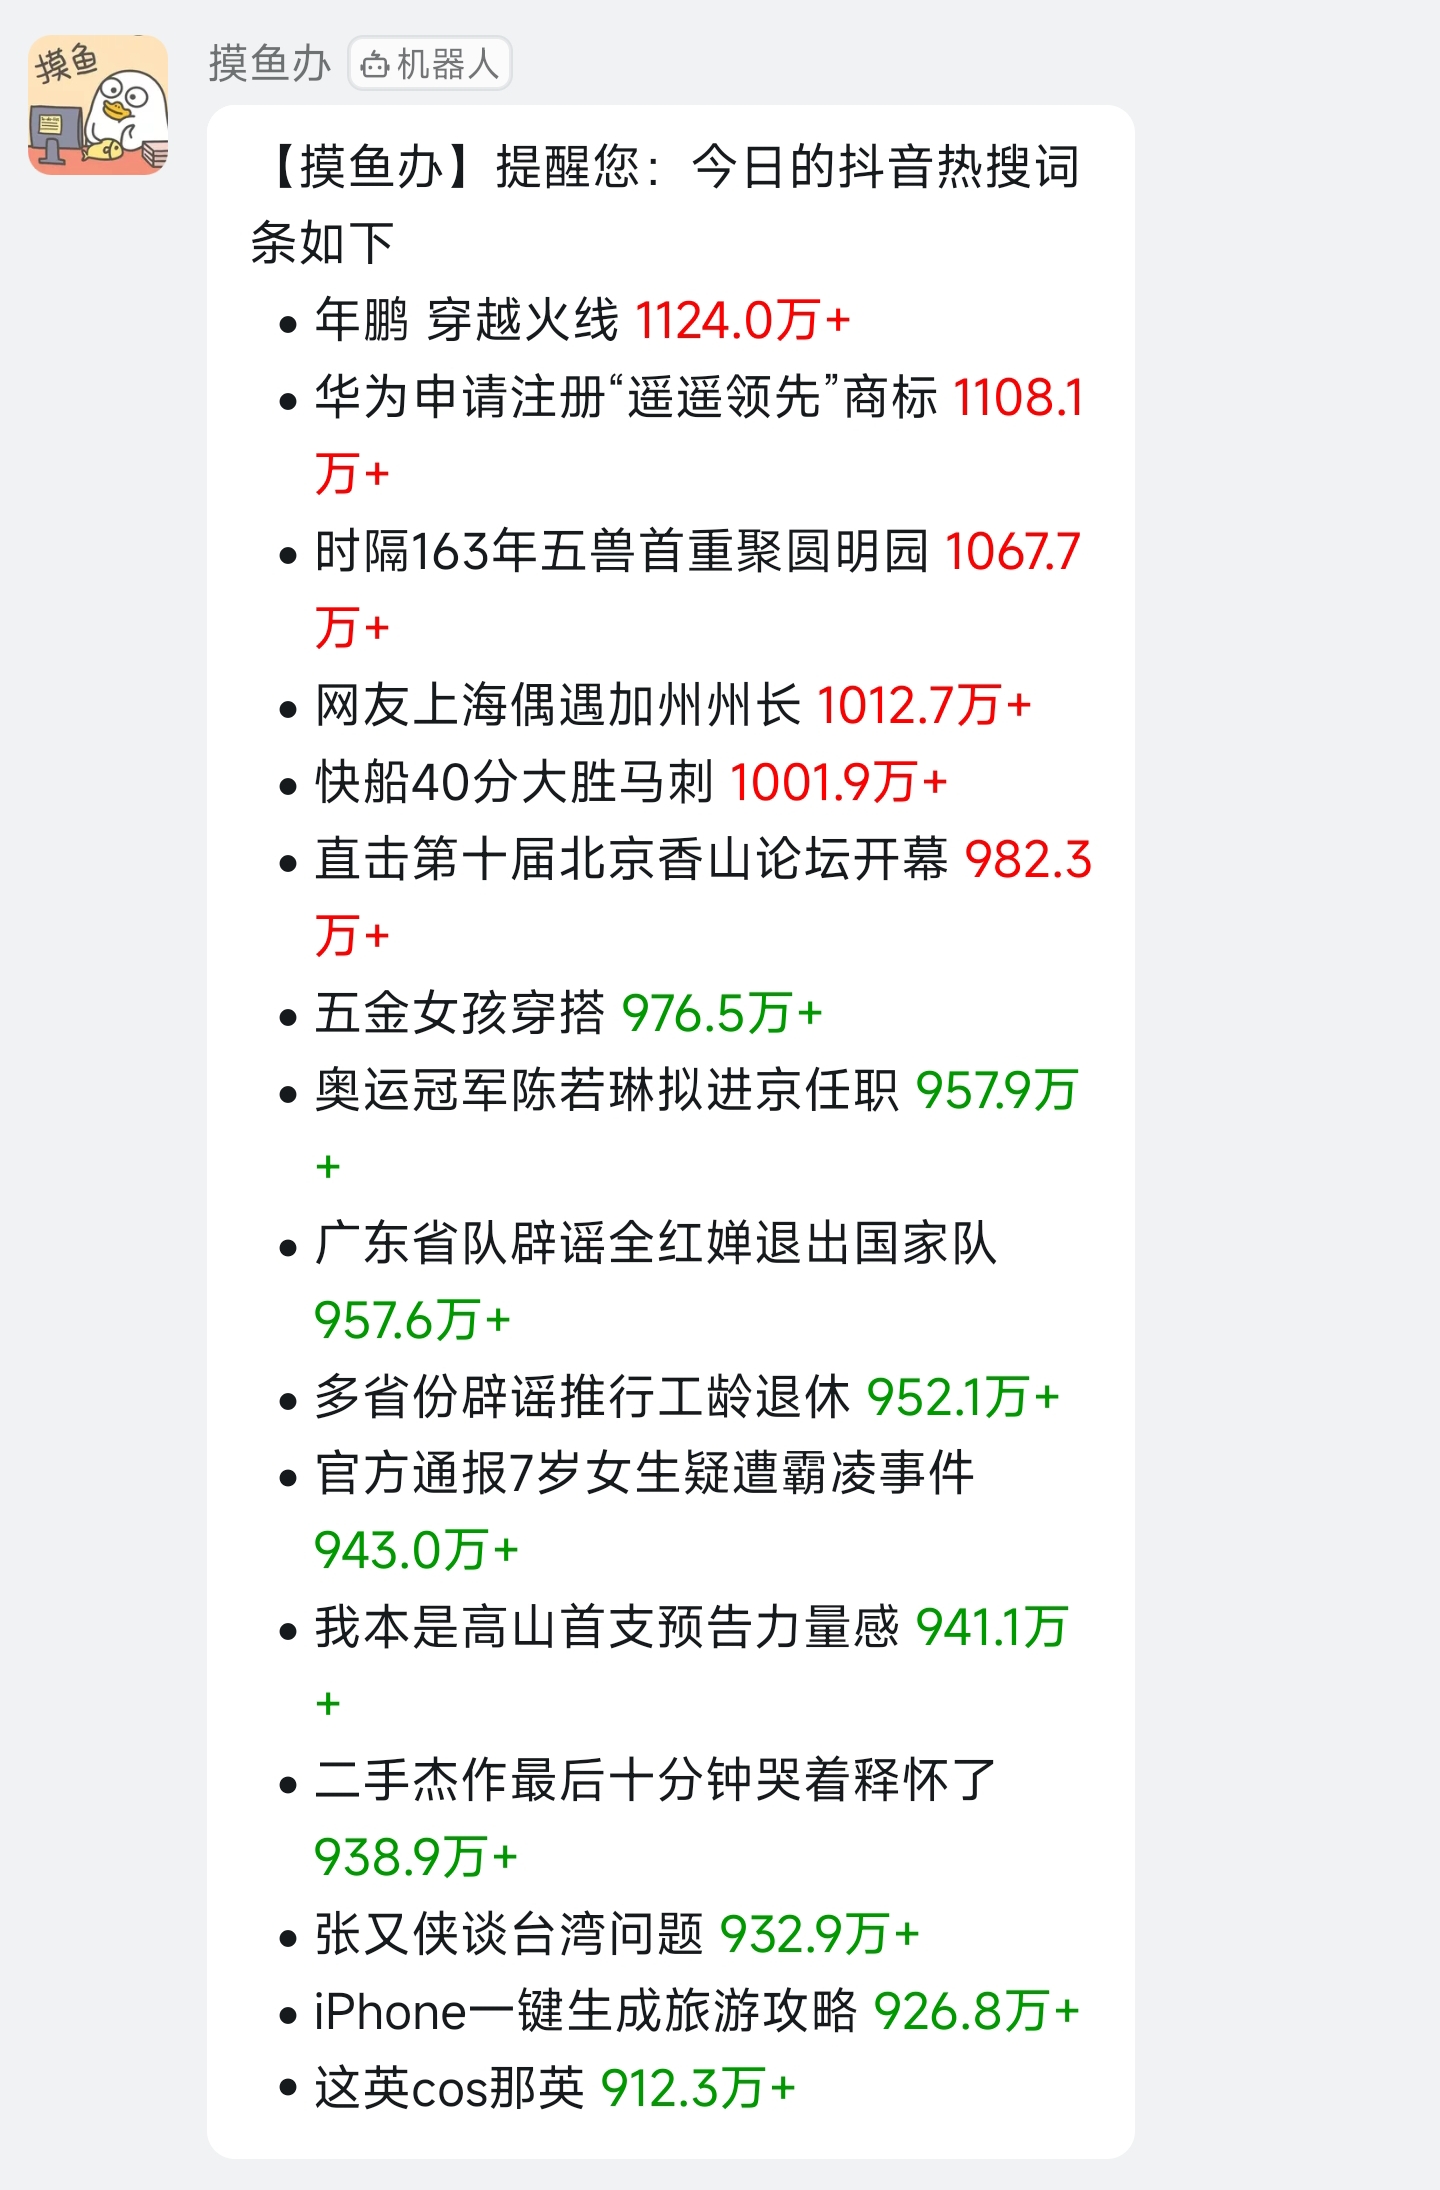 摸鱼
摸鱼办 机器人
【摸鱼办】提醒您：今日的抖音热搜词
条如下
• 年鹏 穿越火线 1124.0万+
• 华为申请注册“遥遥领先”商标 1108.1
万+
• 时隔163年五兽首重聚圆明园 1067.7
万+
• 网友上海偶遇加州州长 1012.7万+
• 快船40分大胜马刺 1001.9万+
• 直击第十届北京香山论坛开幕 982.3
万+
• 五金女孩穿搭 976.5万+
• 奥运冠军陈若琳拟进京任职 957.9万
+
• 广东省队辟谣全红婵退出国家队
957.6万+
• 多省份辟谣推行工龄退休 952.1万+
• 官方通报7岁女生疑遭霸凌事件
943.0万+
• 我本是高山首支预告力量感 941.1万
+
• 二手杰作最后十分钟哭着释怀了
938.9万+
• 张又侠谈台湾问题 932.9万+
• iPhone一键生成旅游攻略 926.8万+
• 这英cos那英 912.3万+